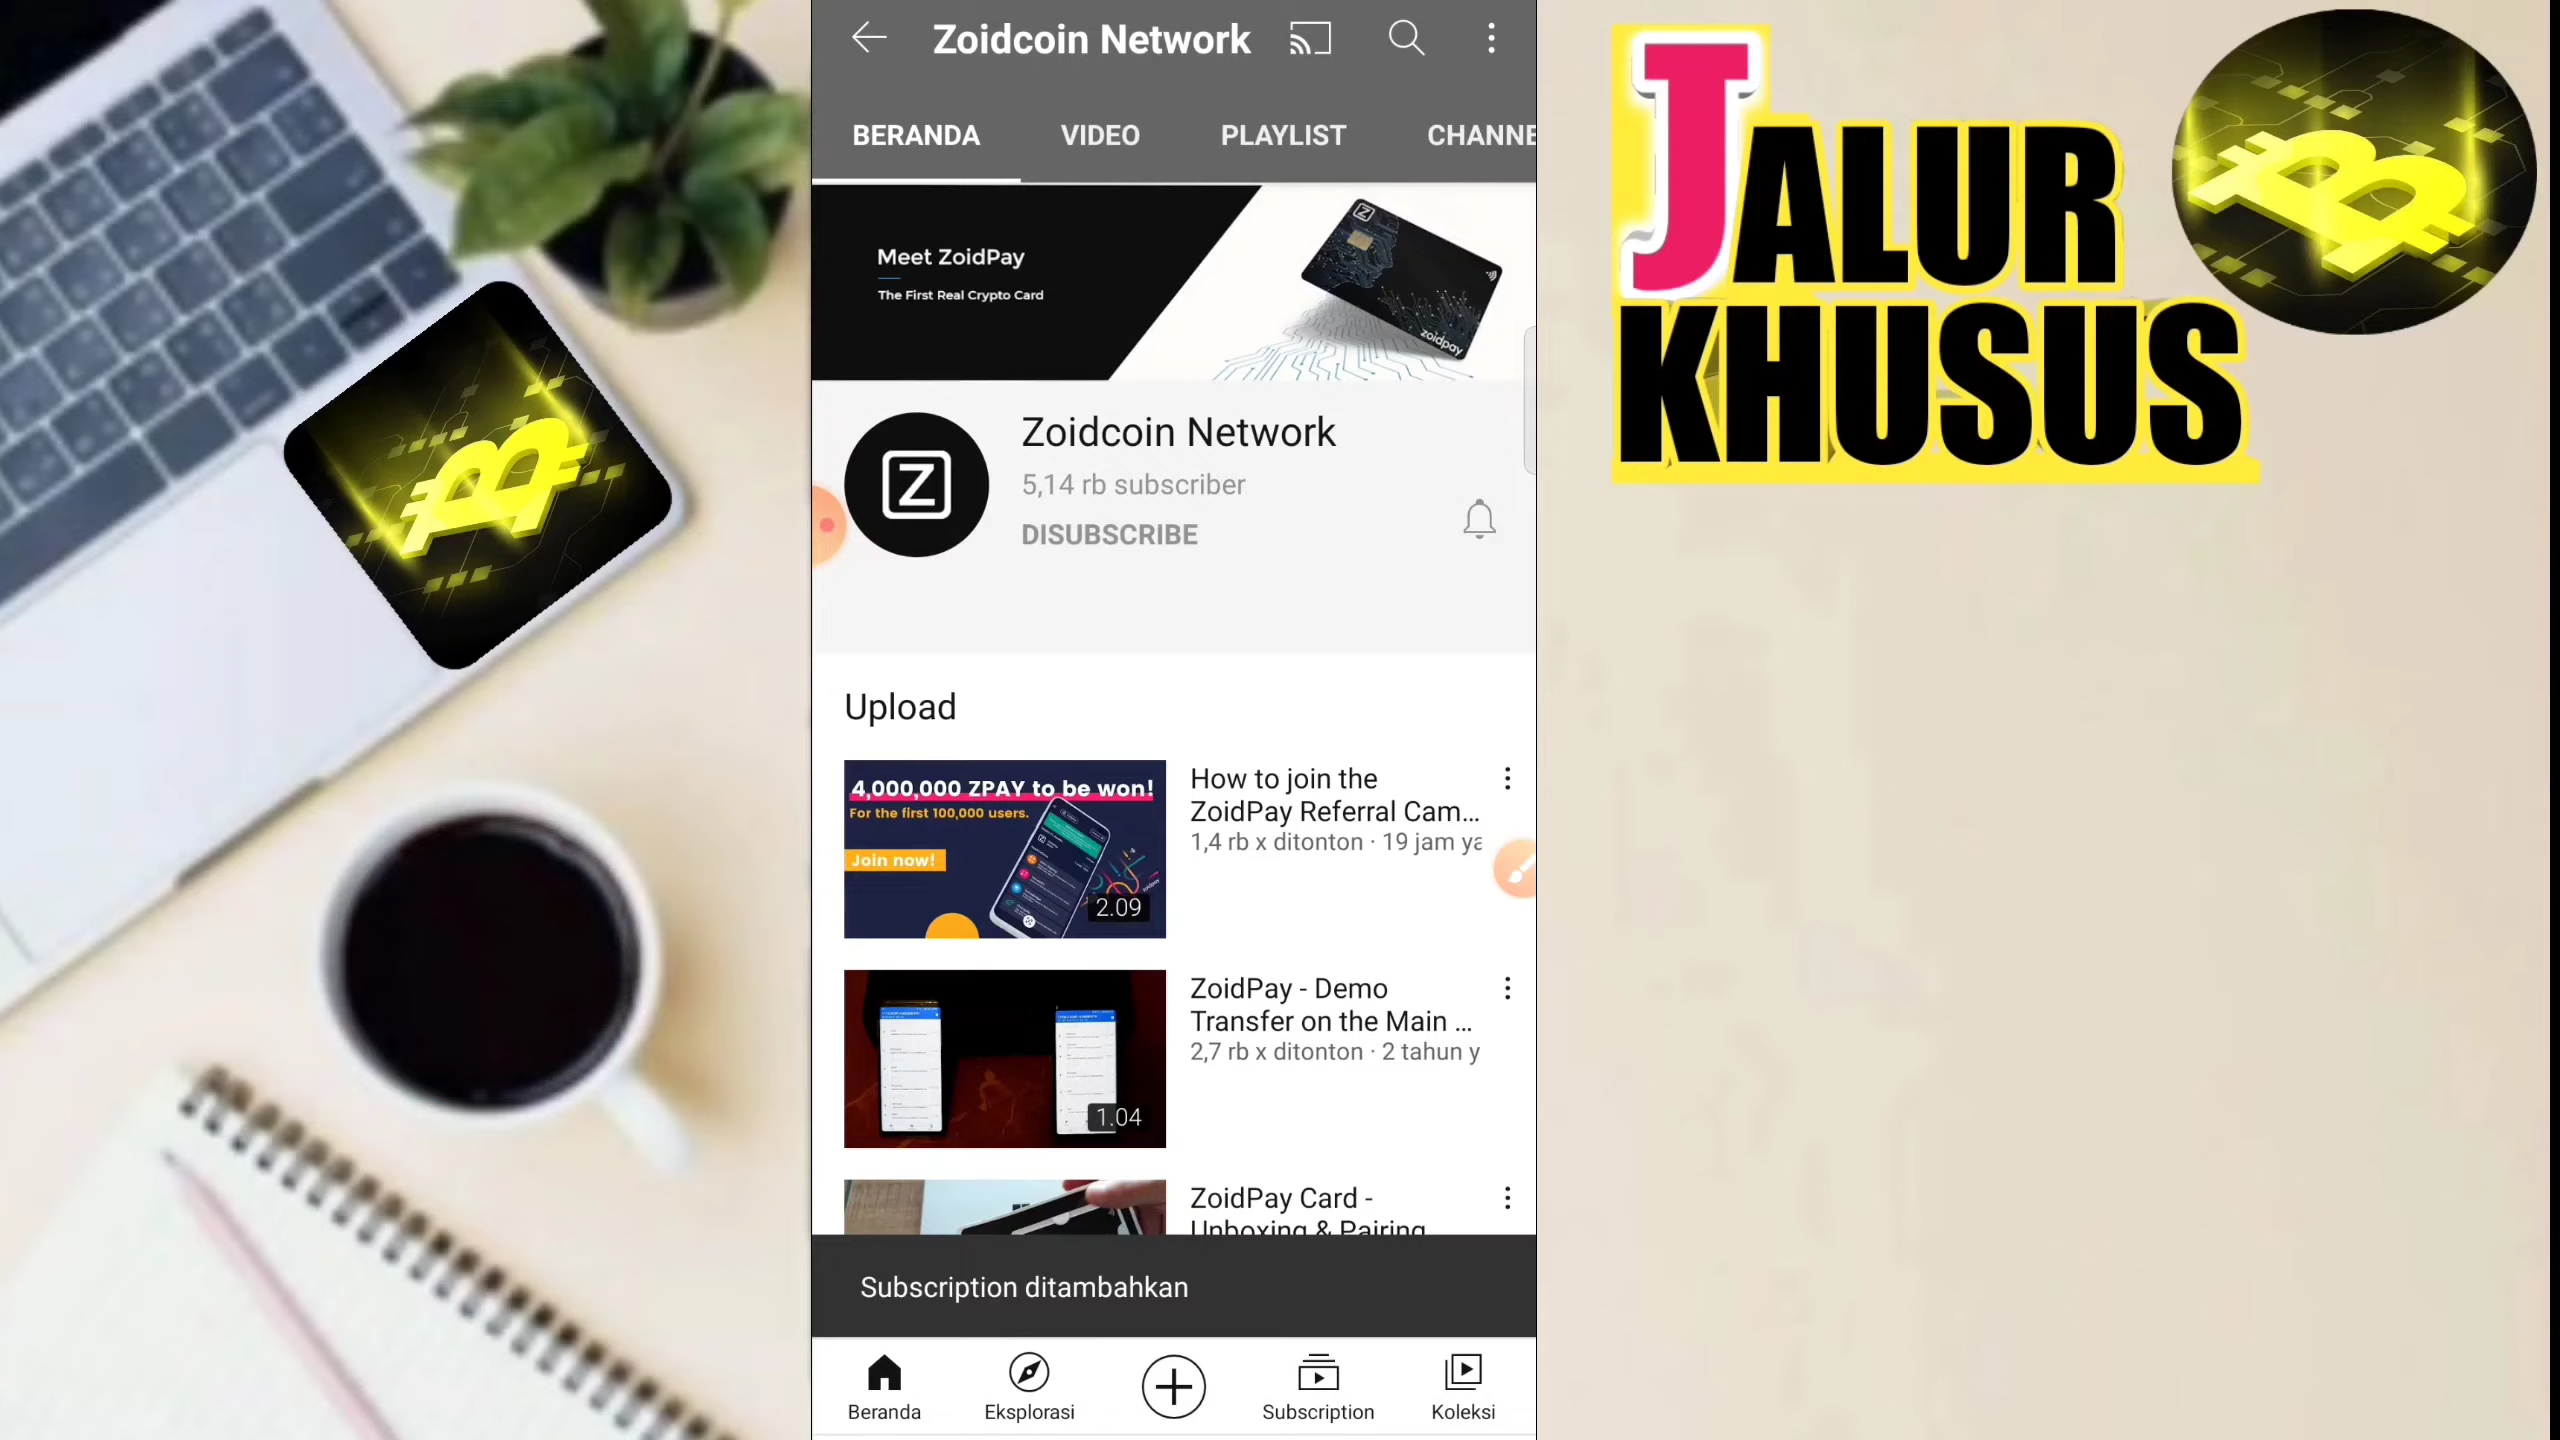 Zoidcoin Network
BERANDA VIDEO PLAYLIST CHANNE
Meet ZoidPay
The First Real Crypto Card
zoidpay
Zoidcoin Network
5,14 rb subscriber
DISUBSCRIBE
Upload
4,000,000 ZPAY to be won!
For the first 100,000 users.
Join now!
2.09
How to join the
ZoidPay Referral Cam...
1,4 rb x ditonton · 19 jam ya
1.04
ZoidPay - Demo
Transfer on the Main ...
2,7 rb x ditonton · 2 tahun y
ZoidPay Card -
Unboxing & Pairing
Subscription ditambahkan
Beranda Eksplorasi Subscription Koleksi
JALUR
KHUSUS